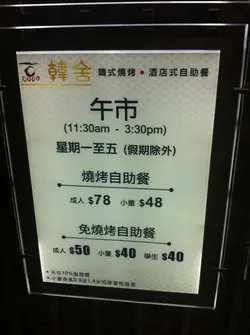 韓舍 韓式燒烤・酒店式自助餐
午市
(11:30am - 3:30pm)
星期一至五 (假期除外)
燒烤自助餐
成人 $78 小童 $48
免燒烤自助餐
成人 $50 小童 $40 學生 $40